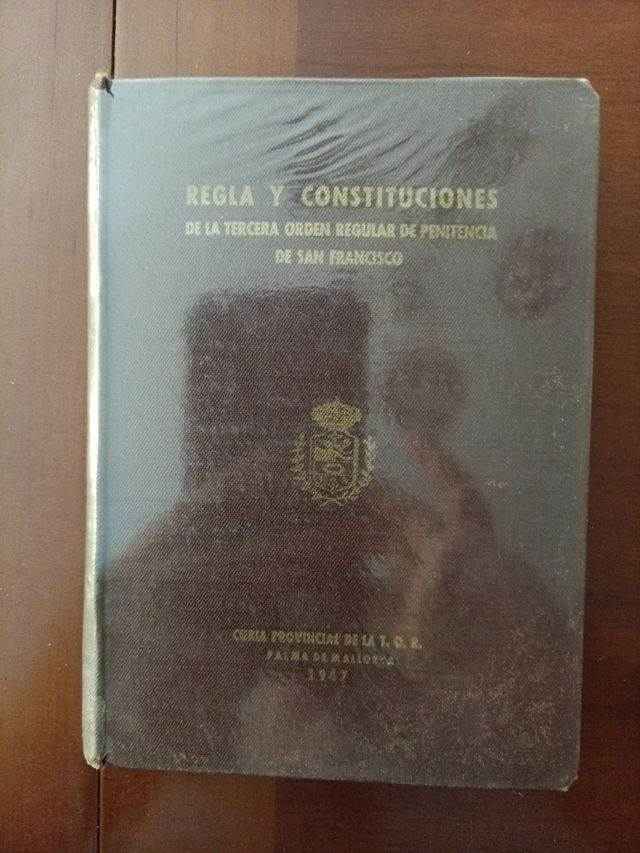 REGLA Y CONSTITUCIONES
DE LA TERCERA ORDEN REGULAR DE PENITENCIA
DE SAN FRANCISCO
CURIA PROVINCIAL DE LA T. O. R.
PALMA DE MALLORCA
1947